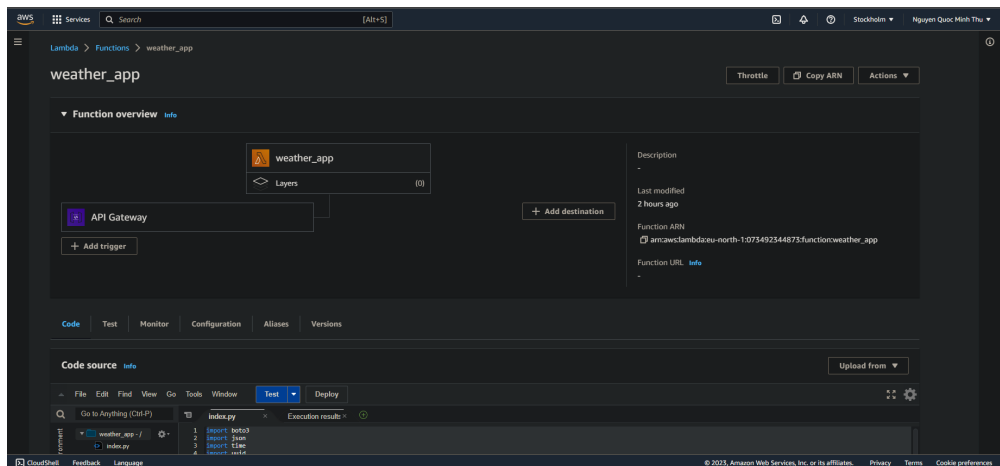 aws Services Search [Alt+S] Stockholm ▼ Nguyen Quoc Minh Thu ▼
Lambda > Functions > weather_app
weather_app
Throttle Copy ARN Actions ▼
▼ Function overview Info
weather_app
Layers (0)
API Gateway
+ Add trigger
+ Add destination
Description
-
Last modified
2 hours ago
Function ARN
arn:aws:lambda:eu-north-1:073492344873:function:weather_app
Function URL Info
-
Code Test Monitor Configuration Aliases Versions
Code source Info
Upload from ▼
File Edit Find View Go Tools Window Test ▼ Deploy
Go to Anything (Ctrl-P) index.py × Execution results × 
weather_app - /
index.py
1 import boto3
2 import json
3 import time
4 import uuid
CloudShell Feedback Language © 2023, Amazon Web Services, Inc. or its affiliates. Privacy Terms Cookie preferences